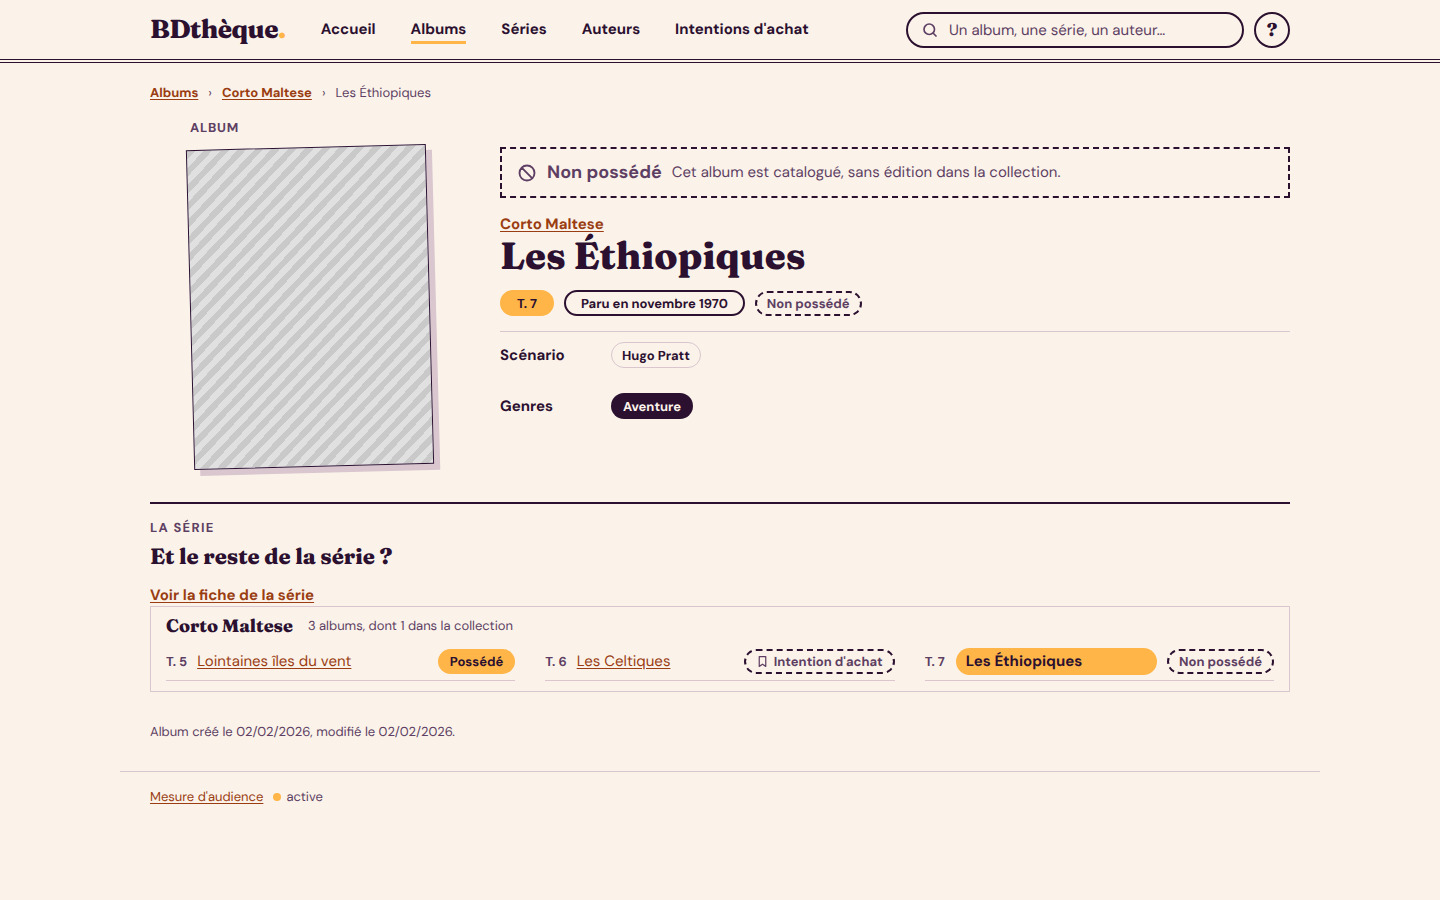 BDthèque.
Accueil
Albums
Séries
Auteurs
Intentions d'achat
Un album, une série, un auteur…
?
Albums › Corto Maltese › Les Éthiopiques
ALBUM
Non possédé Cet album est catalogué, sans édition dans la collection.
Corto Maltese
Les Éthiopiques
T. 7 Paru en novembre 1970 Non possédé
Scénario Hugo Pratt
Genres Aventure
LA SÉRIE
Et le reste de la série ?
Voir la fiche de la série
Corto Maltese 3 albums, dont 1 dans la collection
T. 5 Lointaines îles du vent Possédé
T. 6 Les Celtiques Intention d'achat
T. 7 Les Éthiopiques Non possédé
Album créé le 02/02/2026, modifié le 02/02/2026.
Mesure d'audience active